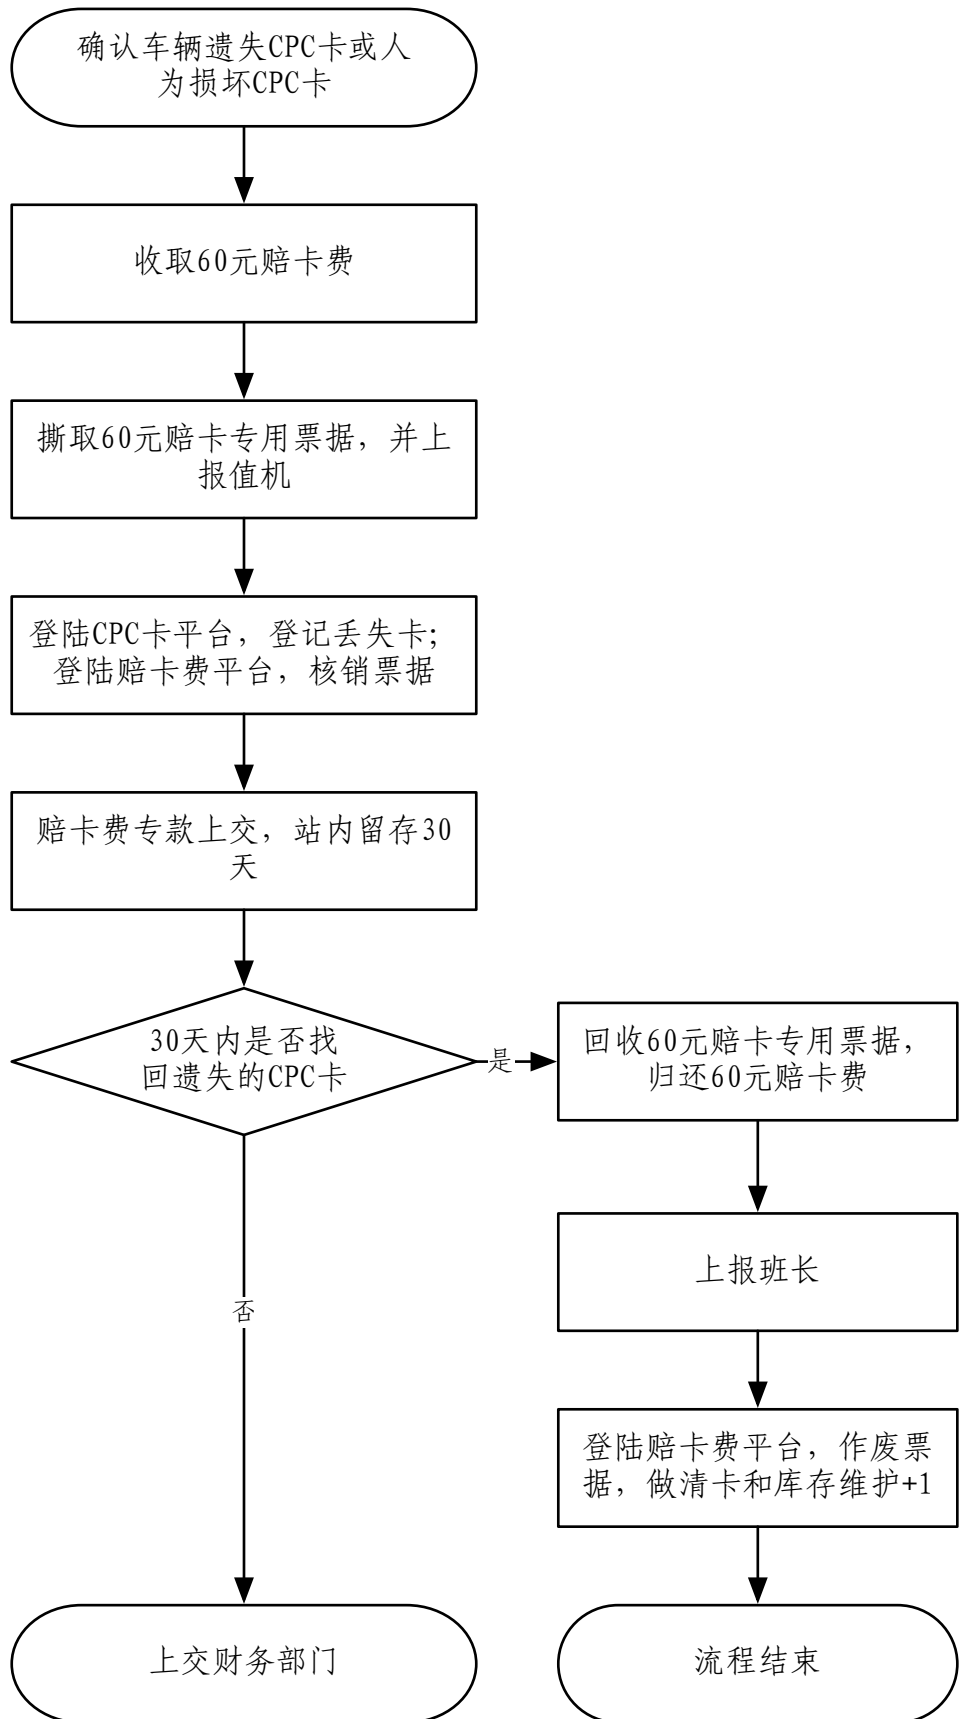 确认车辆遗失CPC卡或人
为损坏CPC卡
收取60元赔卡费
撕取60元赔卡专用票据，并上
报值机
登陆CPC卡平台，登记丢失卡；
登陆赔卡费平台，核销票据
赔卡费专款上交，站内留存30
天
30天内是否找
回遗失的CPC卡
是
回收60元赔卡专用票据，
归还60元赔卡费
上报班长
否
登陆赔卡费平台，作废票
据，做清卡和库存维护+1
上交财务部门
流程结束